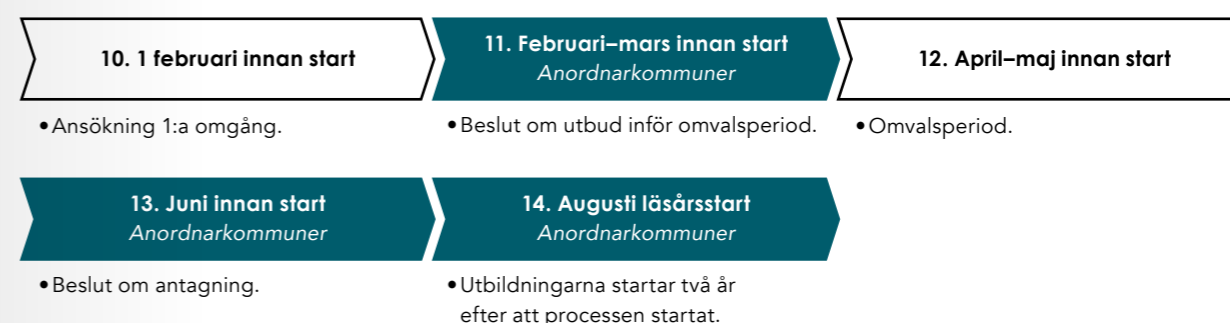 10. 1 februari innan start
•Ansökning 1:a omgång.
11. Februari–mars innan start
Anordnarkommuner
•Beslut om utbud inför omvalsperiod.
12. April–maj innan start
•Omvalsperiod.
13. Juni innan start
Anordnarkommuner
•Beslut om antagning.
14. Augusti läsårsstart
Anordnarkommuner
•Utbildningarna startar två år
efter att processen startat.